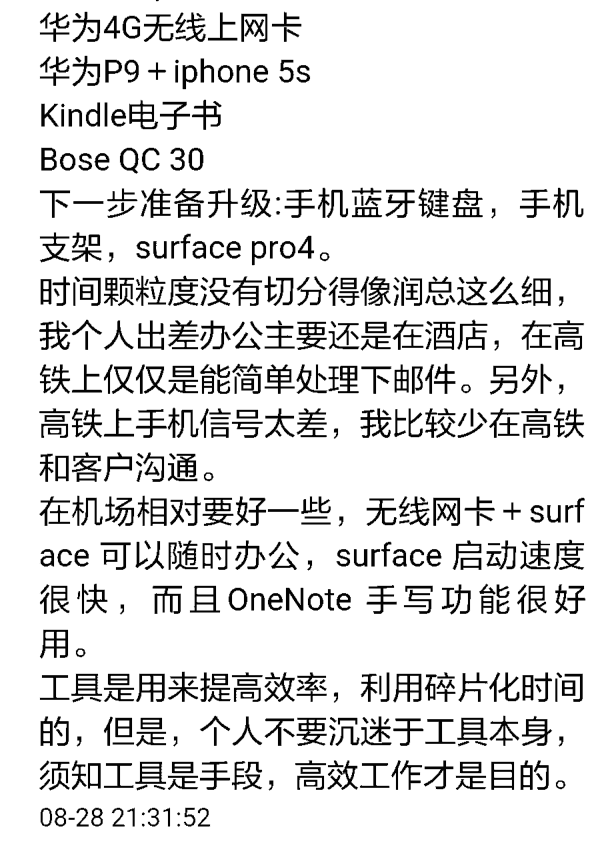 华为4G无线上网卡
华为P9＋iphone 5s
Kindle电子书
Bose QC 30
下一步准备升级:手机蓝牙键盘，手机
支架，surface pro4。
时间颗粒度没有切分得像润总这么细，
我个人出差办公主要还是在酒店，在高
铁上仅仅是能简单处理下邮件。另外，
高铁上手机信号太差，我比较少在高铁
和客户沟通。
在机场相对要好一些，无线网卡＋surf
ace 可以随时办公，surface 启动速度
很快，而且OneNote 手写功能很好
用。
工具是用来提高效率，利用碎片化时间
的，但是，个人不要沉迷于工具本身，
须知工具是手段，高效工作才是目的。
08-28 21:31:52